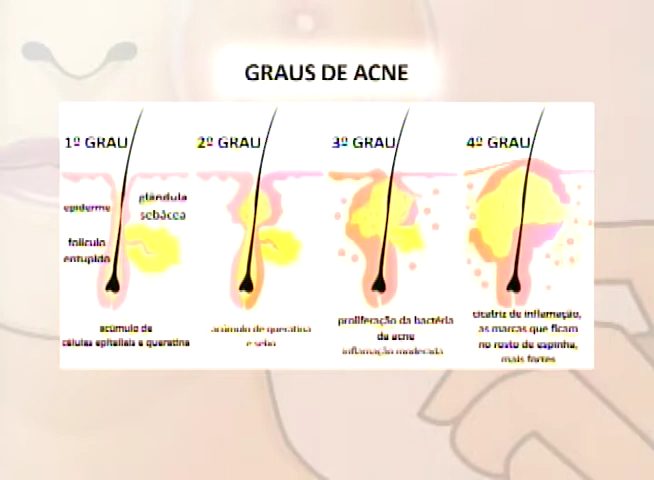 GRAUS DE ACNE
1º GRAU
2º GRAU
3º GRAU
4º GRAU
epiderme
glândula
sebácea
folículo
entupido
acúmulo de
células epiteliais e queratina
acúmulo de queratina
e sebo
proliferação da bactéria
da acne
inflamação moderada
cicatriz de inflamação,
as marcas que ficam
no rosto de espinha,
mais fortes